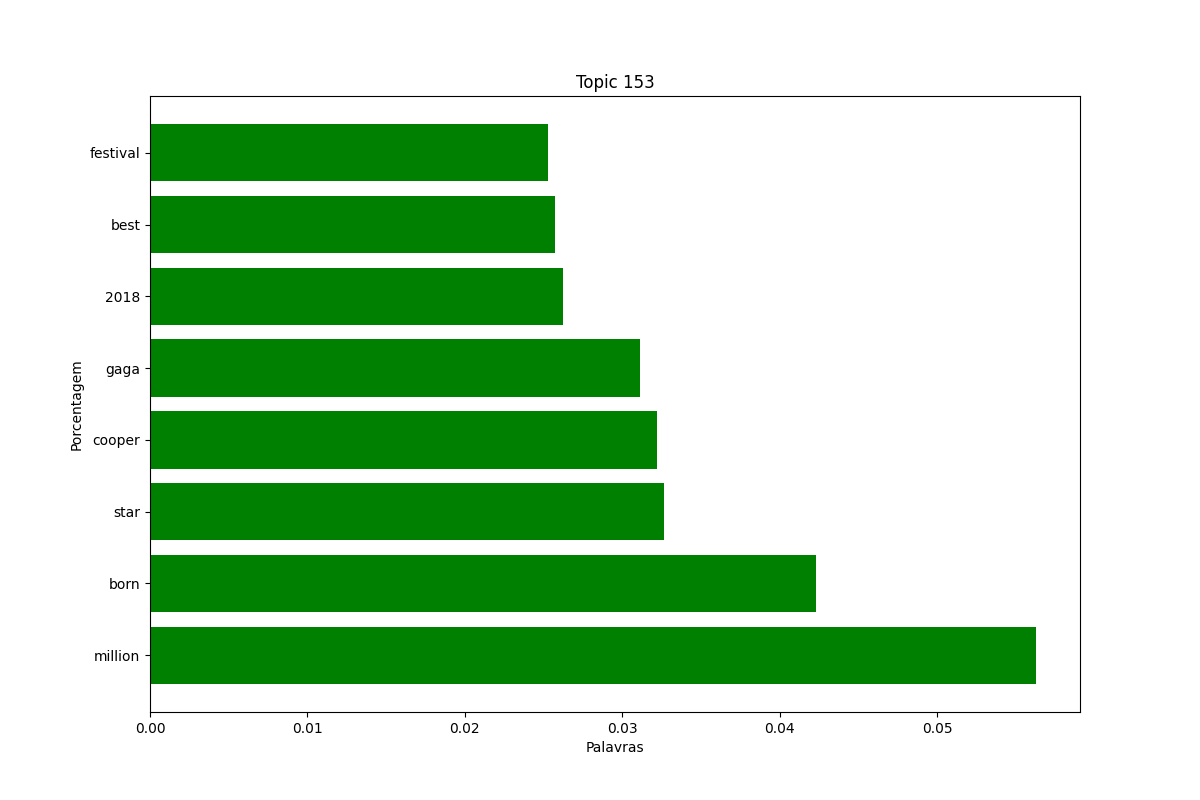 Topic 153
festival
best
2018
gaga
cooper
star
born
million
Porcentagem
0.00 0.01 0.02 0.03 0.04 0.05
Palavras